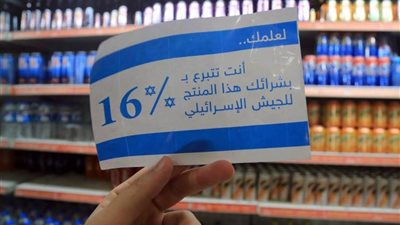 لعلمك..
أنت تتبرع بـ
بشرائك هذا المنتج
للجيش الإسرائيلي
16%